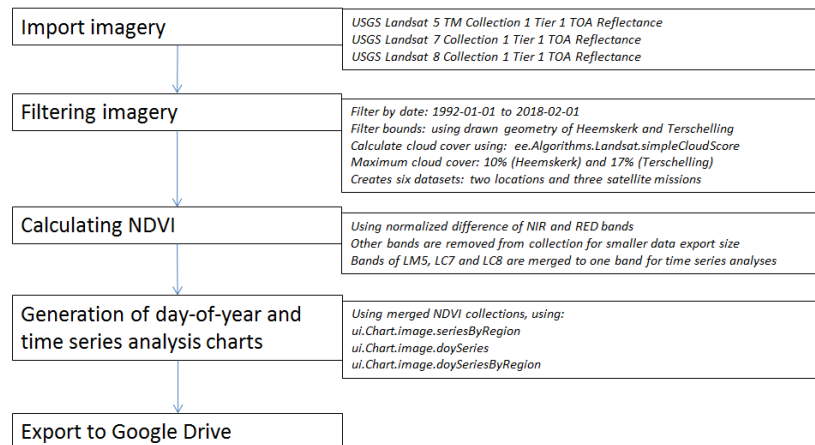 Import imagery
USGS Landsat 5 TM Collection 1 Tier 1 TOA Reflectance
USGS Landsat 7 Collection 1 Tier 1 TOA Reflectance
USGS Landsat 8 Collection 1 Tier 1 TOA Reflectance
Filtering imagery
Filter by date: 1992-01-01 to 2018-02-01
Filter bounds: using drawn geometry of Heemskerk and Terschelling
Calculate cloud cover using: ee.Algorithms.Landsat.simpleCloudScore
Maximum cloud cover: 10% (Heemskerk) and 17% (Terschelling)
Creates six datasets: two locations and three satellite missions
Calculating NDVI
Using normalized difference of NIR and RED bands
Other bands are removed from collection for smaller data export size
Bands of LM5, LC7 and LC8 are merged to one band for time series analyses
Generation of day-of-year and
time series analysis charts
Using merged NDVI collections, using:
ui.Chart.image.seriesByRegion
ui.Chart.image.doySeries
ui.Chart.image.doySeriesByRegion
Export to Google Drive